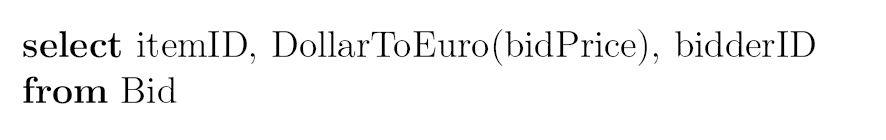 select itemID, DollarToEuro(bidPrice), bidderID
from Bid